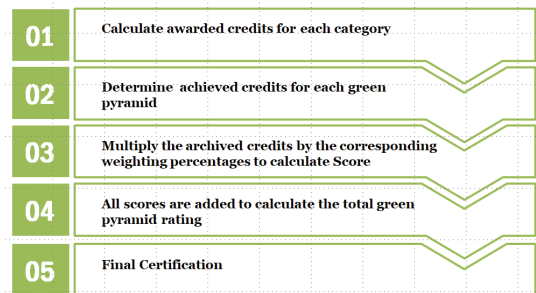 01
Calculate awarded credits for each category
02
Determine achieved credits for each green
pyramid
03
Multiply the archived credits by the corresponding
weighting percentages to calculate Score
04
All scores are added to calculate the total green
pyramid rating
05
Final Certification